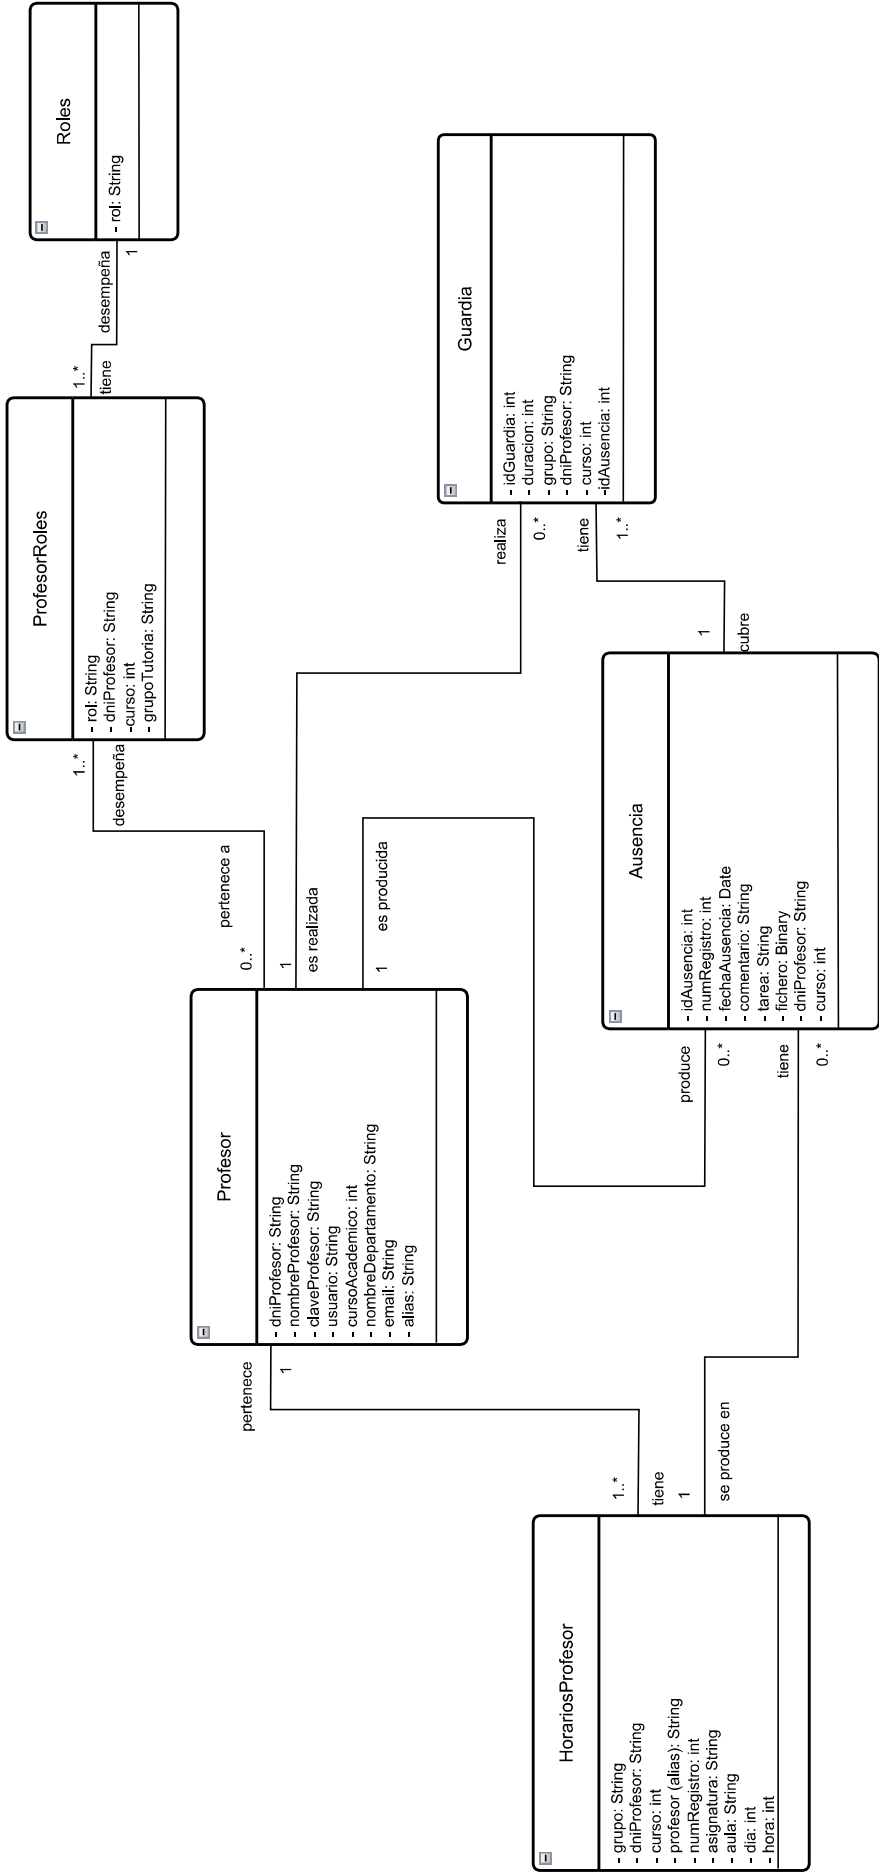 Roles
- rol: String
1
desempeña
1..*
tiene
ProfesorRoles
- rol: String
- dniProfesor: String
-curso: int
- grupoTutoria: String
1..*
desempeña
pertenece a
0..*
Guardia
- idGuardia: int
- duracion: int
- grupo: String
- dniProfesor: String
- curso: int
-idAusencia: int
realiza
0..*
tiene
1..*
1
cubre
1
es realizada
es producida
1
Profesor
- dniProfesor: String
- nombreProfesor: String
- claveProfesor: String
- usuario: String
- cursoAcademico: int
- nombreDepartamento: String
- email: String
- alias: String
pertenece
1
Ausencia
- idAusencia: int
- numRegistro: int
- fechaAusencia: Date
- comentario: String
- tarea: String
- fichero: Binary
- dniProfesor: String
- curso: int
produce
0..*
tiene
0..*
1..*
tiene
1
se produce en
HorariosProfesor
- grupo: String
- dniProfesor: String
- curso: int
- profesor (alias): String
- numRegistro: int
- asignatura: String
- aula: String
- dia: int
- hora: int